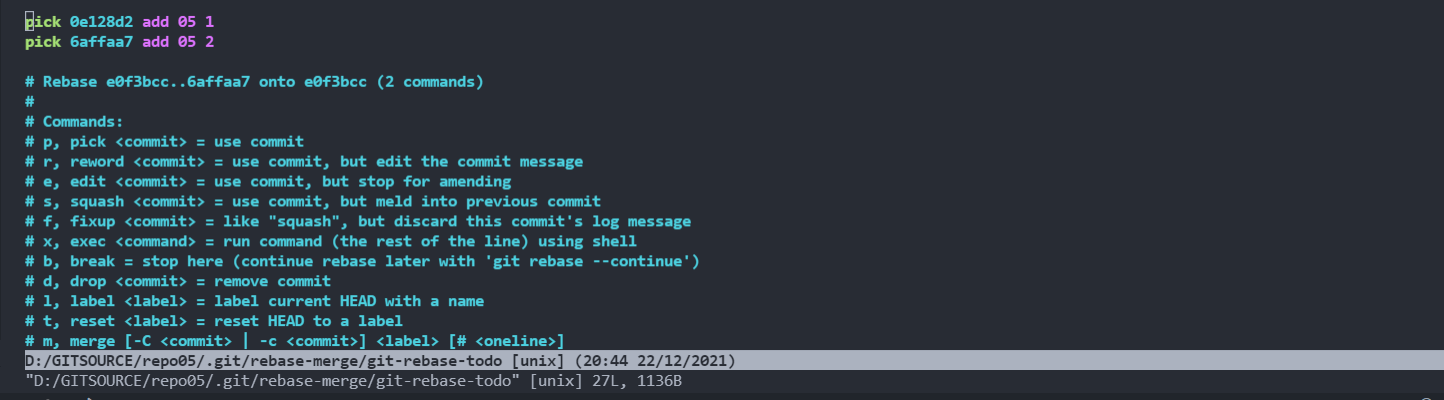 pick 0e128d2 add 05 1
pick 6affaa7 add 05 2
# Rebase e0f3bcc..6affaa7 onto e0f3bcc (2 commands)
#
# Commands:
# p, pick <commit> = use commit
# r, reword <commit> = use commit, but edit the commit message
# e, edit <commit> = use commit, but stop for amending
# s, squash <commit> = use commit, but meld into previous commit
# f, fixup <commit> = like "squash", but discard this commit's log message
# x, exec <command> = run command (the rest of the line) using shell
# b, break = stop here (continue rebase later with 'git rebase --continue')
# d, drop <commit> = remove commit
# l, label <label> = label current HEAD with a name
# t, reset <label> = reset HEAD to a label
# m, merge [-C <commit> | -c <commit>] <label> [# <oneline>]
D:/GITSOURCE/repo05/.git/rebase-merge/git-rebase-todo [unix] (20:44 22/12/2021)
"D:/GITSOURCE/repo05/.git/rebase-merge/git-rebase-todo" [unix] 27L, 1136B